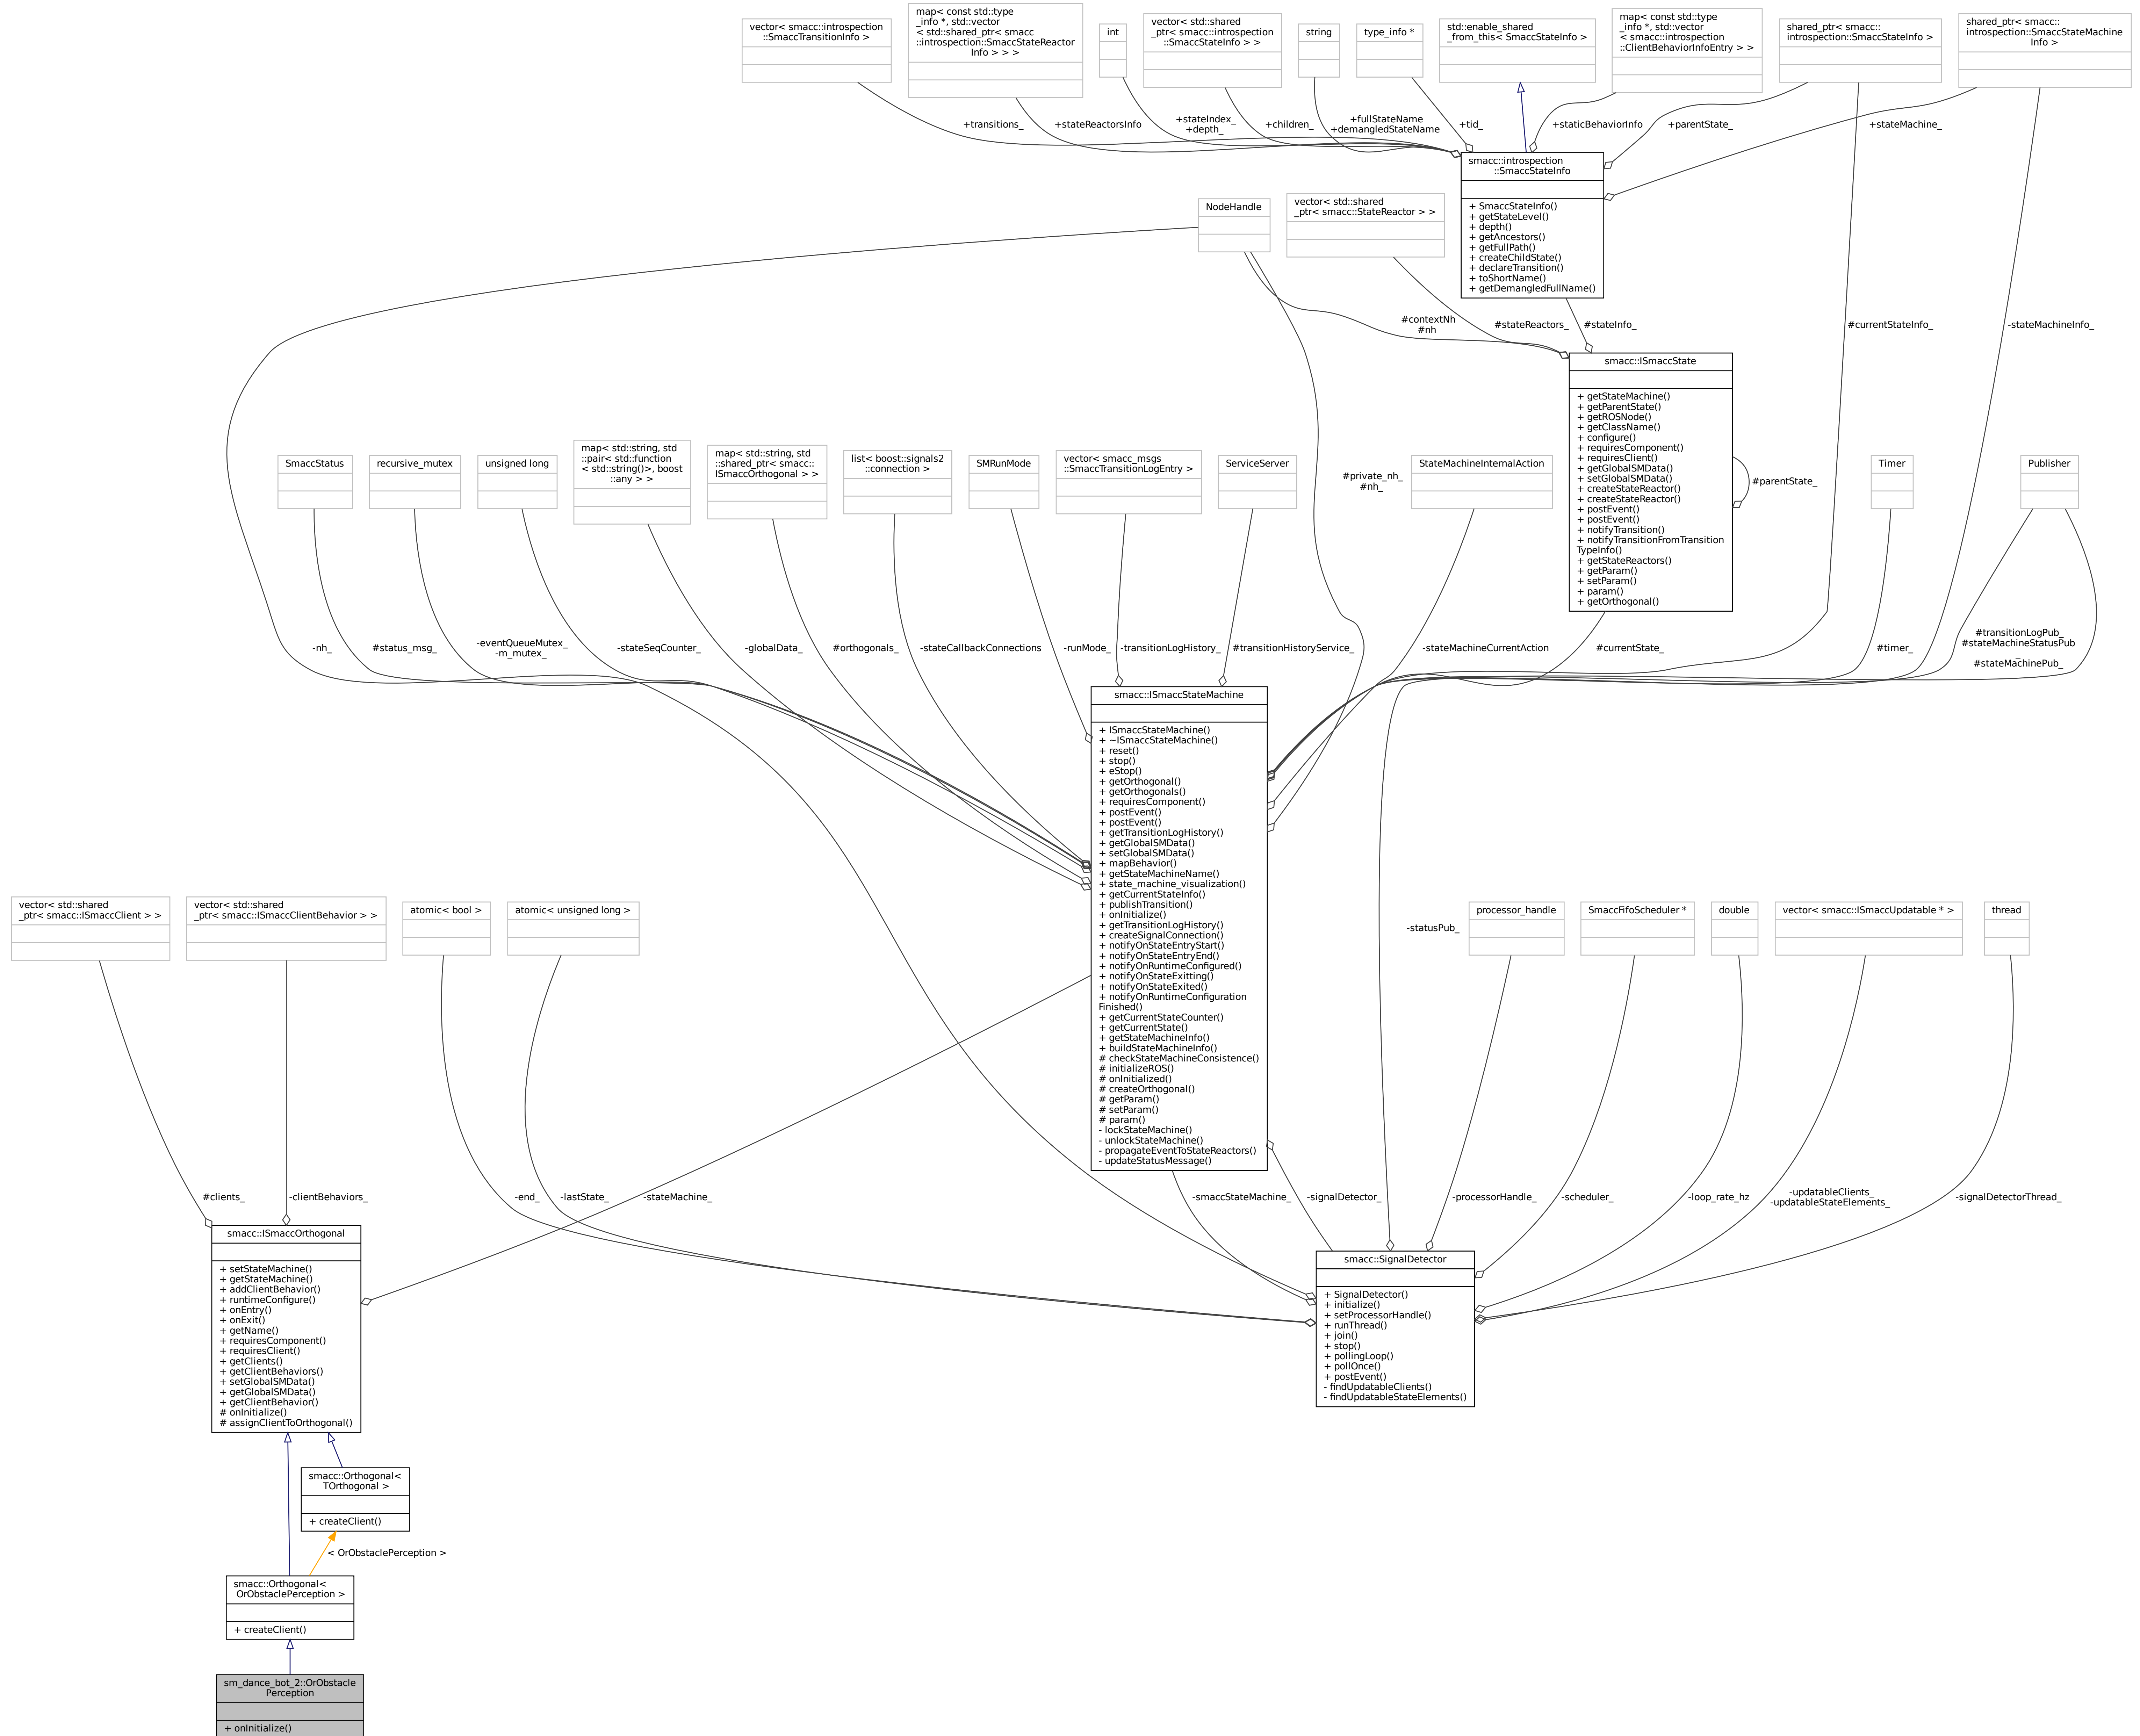 vector< smacc::introspection
::SmaccTransitionInfo >
map< const std::type
_info *, std::vector
< std::shared_ptr< smacc
::introspection::SmaccStateReactor
Info > > >
int
vector< std::shared
_ptr< smacc::introspection
::SmaccStateInfo > >
string
type_info *
std::enable_shared
_from_this< SmaccStateInfo >
map< const std::type
_info *, std::vector
< smacc::introspection
::ClientBehaviorInfoEntry > >
shared_ptr< smacc::
introspection::SmaccStateInfo >
shared_ptr< smacc::
introspection::SmaccStateMachine
Info >
+transitions_
+stateReactorsInfo
+stateIndex_
+depth_
+children_
+fullStateName
+demangledStateName
+tid_
+staticBehaviorInfo
+parentState_
+stateMachine_
smacc::introspection
::SmaccStateInfo
+ SmaccStateInfo()
+ getStateLevel()
+ depth()
+ getAncestors()
+ getFullPath()
+ createChildState()
+ declareTransition()
+ toShortName()
+ getDemangledFullName()
NodeHandle
vector< std::shared
_ptr< smacc::StateReactor > >
#contextNh
#nh
#stateReactors_
#stateInfo_
#currentStateInfo_
-stateMachineInfo_
smacc::ISmaccState
+ getStateMachine()
+ getParentState()
+ getROSNode()
+ getClassName()
+ configure()
+ requiresComponent()
+ requiresClient()
+ getGlobalSMData()
+ setGlobalSMData()
+ createStateReactor()
+ createStateReactor()
+ postEvent()
+ postEvent()
+ notifyTransition()
+ notifyTransitionFromTransition
TypeInfo()
+ getStateReactors()
+ getParam()
+ setParam()
+ param()
+ getOrthogonal()
#parentState_
SmaccStatus
recursive_mutex
unsigned long
map< std::string, std
::pair< std::function
< std::string()>, boost
::any > >
map< std::string, std
::shared_ptr< smacc::
ISmaccOrthogonal > >
list< boost::signals2
::connection >
SMRunMode
vector< smacc_msgs
::SmaccTransitionLogEntry >
ServiceServer
#private_nh_
#nh_
StateMachineInternalAction
Timer
Publisher
-nh_
#status_msg_
-eventQueueMutex_
-m_mutex_
-stateSeqCounter_
-globalData_
#orthogonals_
-stateCallbackConnections
-runMode_
-transitionLogHistory_
#transitionHistoryService_
-stateMachineCurrentAction
#currentState_
#timer_
#transitionLogPub_
#stateMachineStatusPub
_
#stateMachinePub_
smacc::ISmaccStateMachine
+ ISmaccStateMachine()
+ ~ISmaccStateMachine()
+ reset()
+ stop()
+ eStop()
+ getOrthogonal()
+ getOrthogonals()
+ requiresComponent()
+ postEvent()
+ postEvent()
+ getTransitionLogHistory()
+ getGlobalSMData()
+ setGlobalSMData()
+ mapBehavior()
+ getStateMachineName()
+ state_machine_visualization()
+ getCurrentStateInfo()
+ publishTransition()
+ onInitialize()
+ getTransitionLogHistory()
+ createSignalConnection()
+ notifyOnStateEntryStart()
+ notifyOnStateEntryEnd()
+ notifyOnRuntimeConfigured()
+ notifyOnStateExitting()
+ notifyOnStateExited()
+ notifyOnRuntimeConfiguration
Finished()
+ getCurrentStateCounter()
+ getCurrentState()
+ getStateMachineInfo()
+ buildStateMachineInfo()
# checkStateMachineConsistence()
# initializeROS()
# onInitialized()
# createOrthogonal()
# getParam()
# setParam()
# param()
- lockStateMachine()
- unlockStateMachine()
- propagateEventToStateReactors()
- updateStatusMessage()
vector< std::shared
_ptr< smacc::ISmaccClient > >
vector< std::shared
_ptr< smacc::ISmaccClientBehavior > >
atomic< bool >
atomic< unsigned long >
-statusPub_
processor_handle
SmaccFifoScheduler *
double
vector< smacc::ISmaccUpdatable * >
thread
#clients_
-clientBehaviors_
-end_
-lastState_
-stateMachine_
-smaccStateMachine_
-signalDetector_
-processorHandle_
-scheduler_
-loop_rate_hz
-updatableClients_
-updatableStateElements_
-signalDetectorThread_
smacc::ISmaccOrthogonal
+ setStateMachine()
+ getStateMachine()
+ addClientBehavior()
+ runtimeConfigure()
+ onEntry()
+ onExit()
+ getName()
+ requiresComponent()
+ requiresClient()
+ getClients()
+ getClientBehaviors()
+ setGlobalSMData()
+ getGlobalSMData()
+ getClientBehavior()
# onInitialize()
# assignClientToOrthogonal()
smacc::SignalDetector
+ SignalDetector()
+ initialize()
+ setProcessorHandle()
+ runThread()
+ join()
+ stop()
+ pollingLoop()
+ pollOnce()
+ postEvent()
- findUpdatableClients()
- findUpdatableStateElements()
smacc::Orthogonal<
TOrthogonal >
+ createClient()
< OrObstaclePerception >
smacc::Orthogonal<
OrObstaclePerception >
+ createClient()
sm_dance_bot_2::OrObstacle
Perception
+ onInitialize()